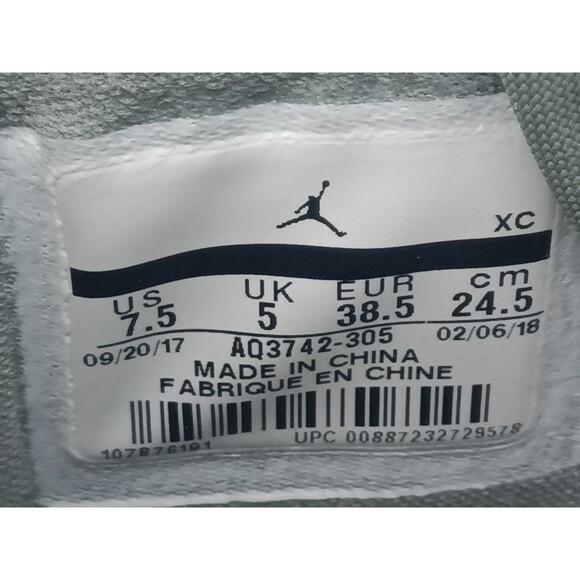 XC
US UK EUR cm
7.5 5 38.5 24.5
09/20/17 AQ3742-305 02/06/18
MADE IN CHINA
FABRIQUE EN CHINE
107876191 UPC 00887232729578